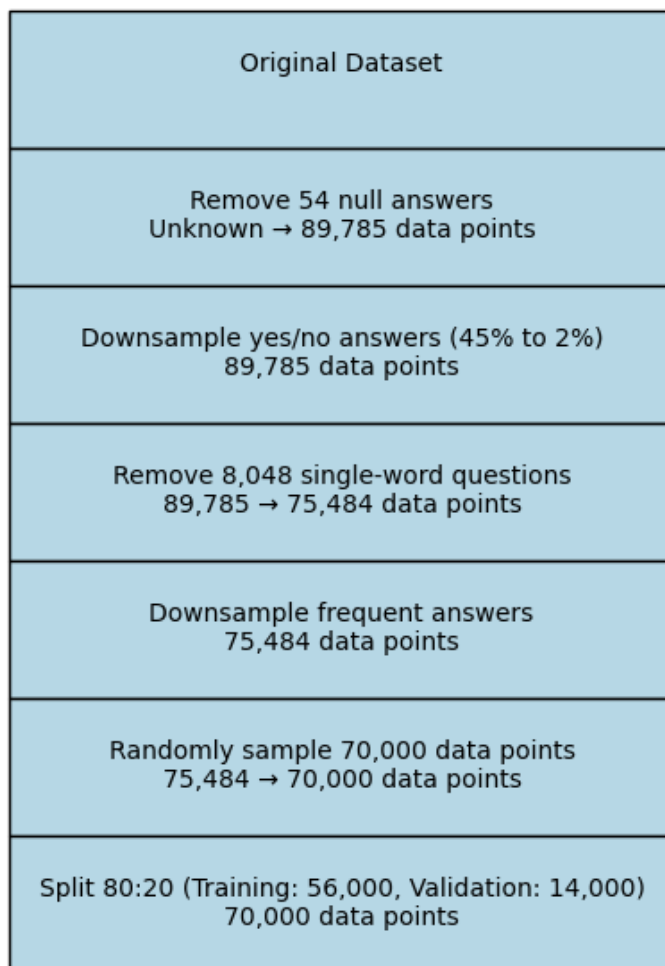 Original Dataset
Remove 54 null answers
Unknown → 89,785 data points
Downsample yes/no answers (45% to 2%)
89,785 data points
Remove 8,048 single-word questions
89,785 → 75,484 data points
Downsample frequent answers
75,484 data points
Randomly sample 70,000 data points
75,484 → 70,000 data points
Split 80:20 (Training: 56,000, Validation: 14,000)
70,000 data points